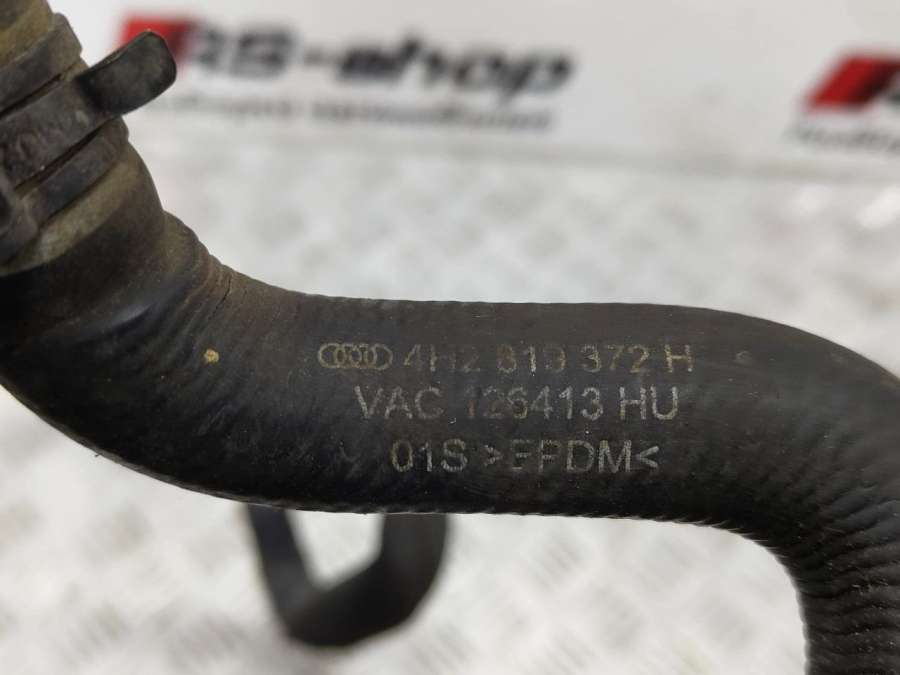 RS-shop
4H2 819 372 H
VAC 126413 HU
01S >EPDM<